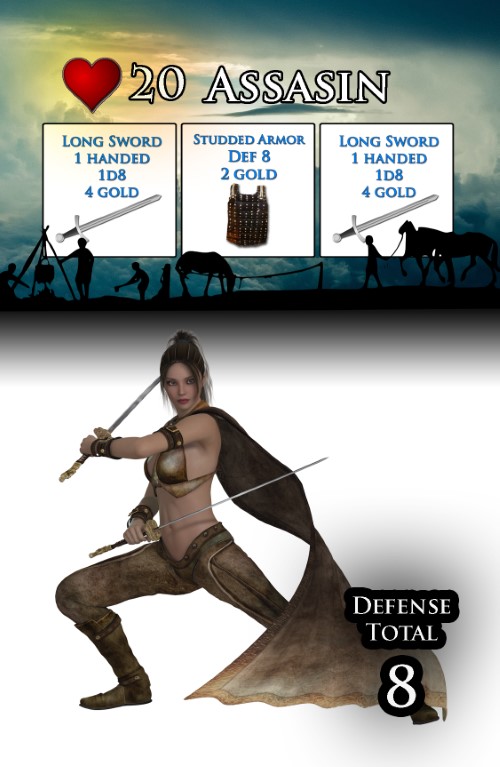 20 Assasin
Long Sword
1 handed
1d8
4 gold
Studded Armor
Def 8
2 gold
Long Sword
1 handed
1d8
4 gold
Defense
Total
8